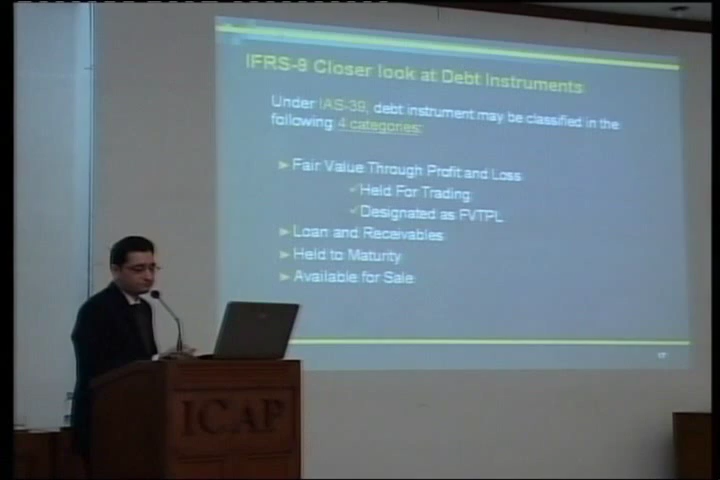 IFRS-9 Closer look at Debt Instruments
Under IAS-39, debt instrument may be classified in the
following 4 categories:
➢Fair Value Through Profit and Loss
✓Held For Trading
✓Designated as FVTPL
➢Loan and Receivables
➢Held to Maturity
➢Available for Sale
ICAP